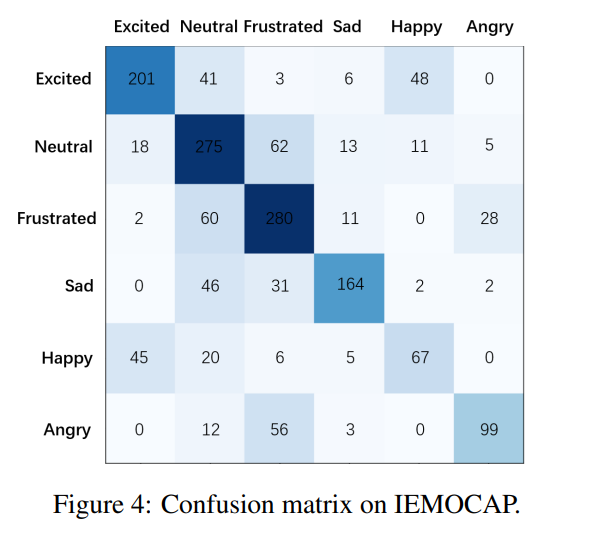 Excited Neutral Frustrated Sad Happy Angry
Excited 201 41 3 6 48 0
Neutral 18 275 62 13 11 5
Frustrated 2 60 280 11 0 28
Sad 0 46 31 164 2 2
Happy 45 20 6 5 67 0
Angry 0 12 56 3 0 99
Figure 4: Confusion matrix on IEMOCAP.